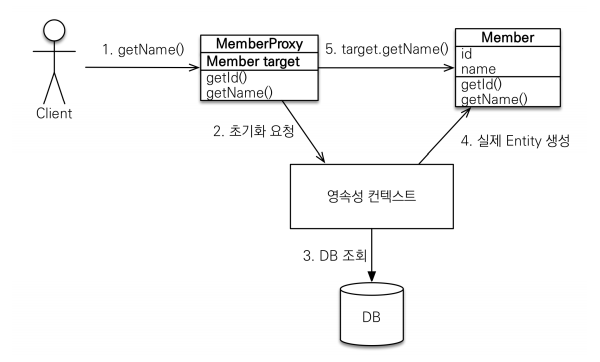 1. getName()
MemberProxy
Member target
getId()
getName()
5. target.getName()
Member
id
name
getId()
getName()
Client
2. 초기화 요청
4. 실제 Entity 생성
영속성 컨텍스트
3. DB 조회
DB